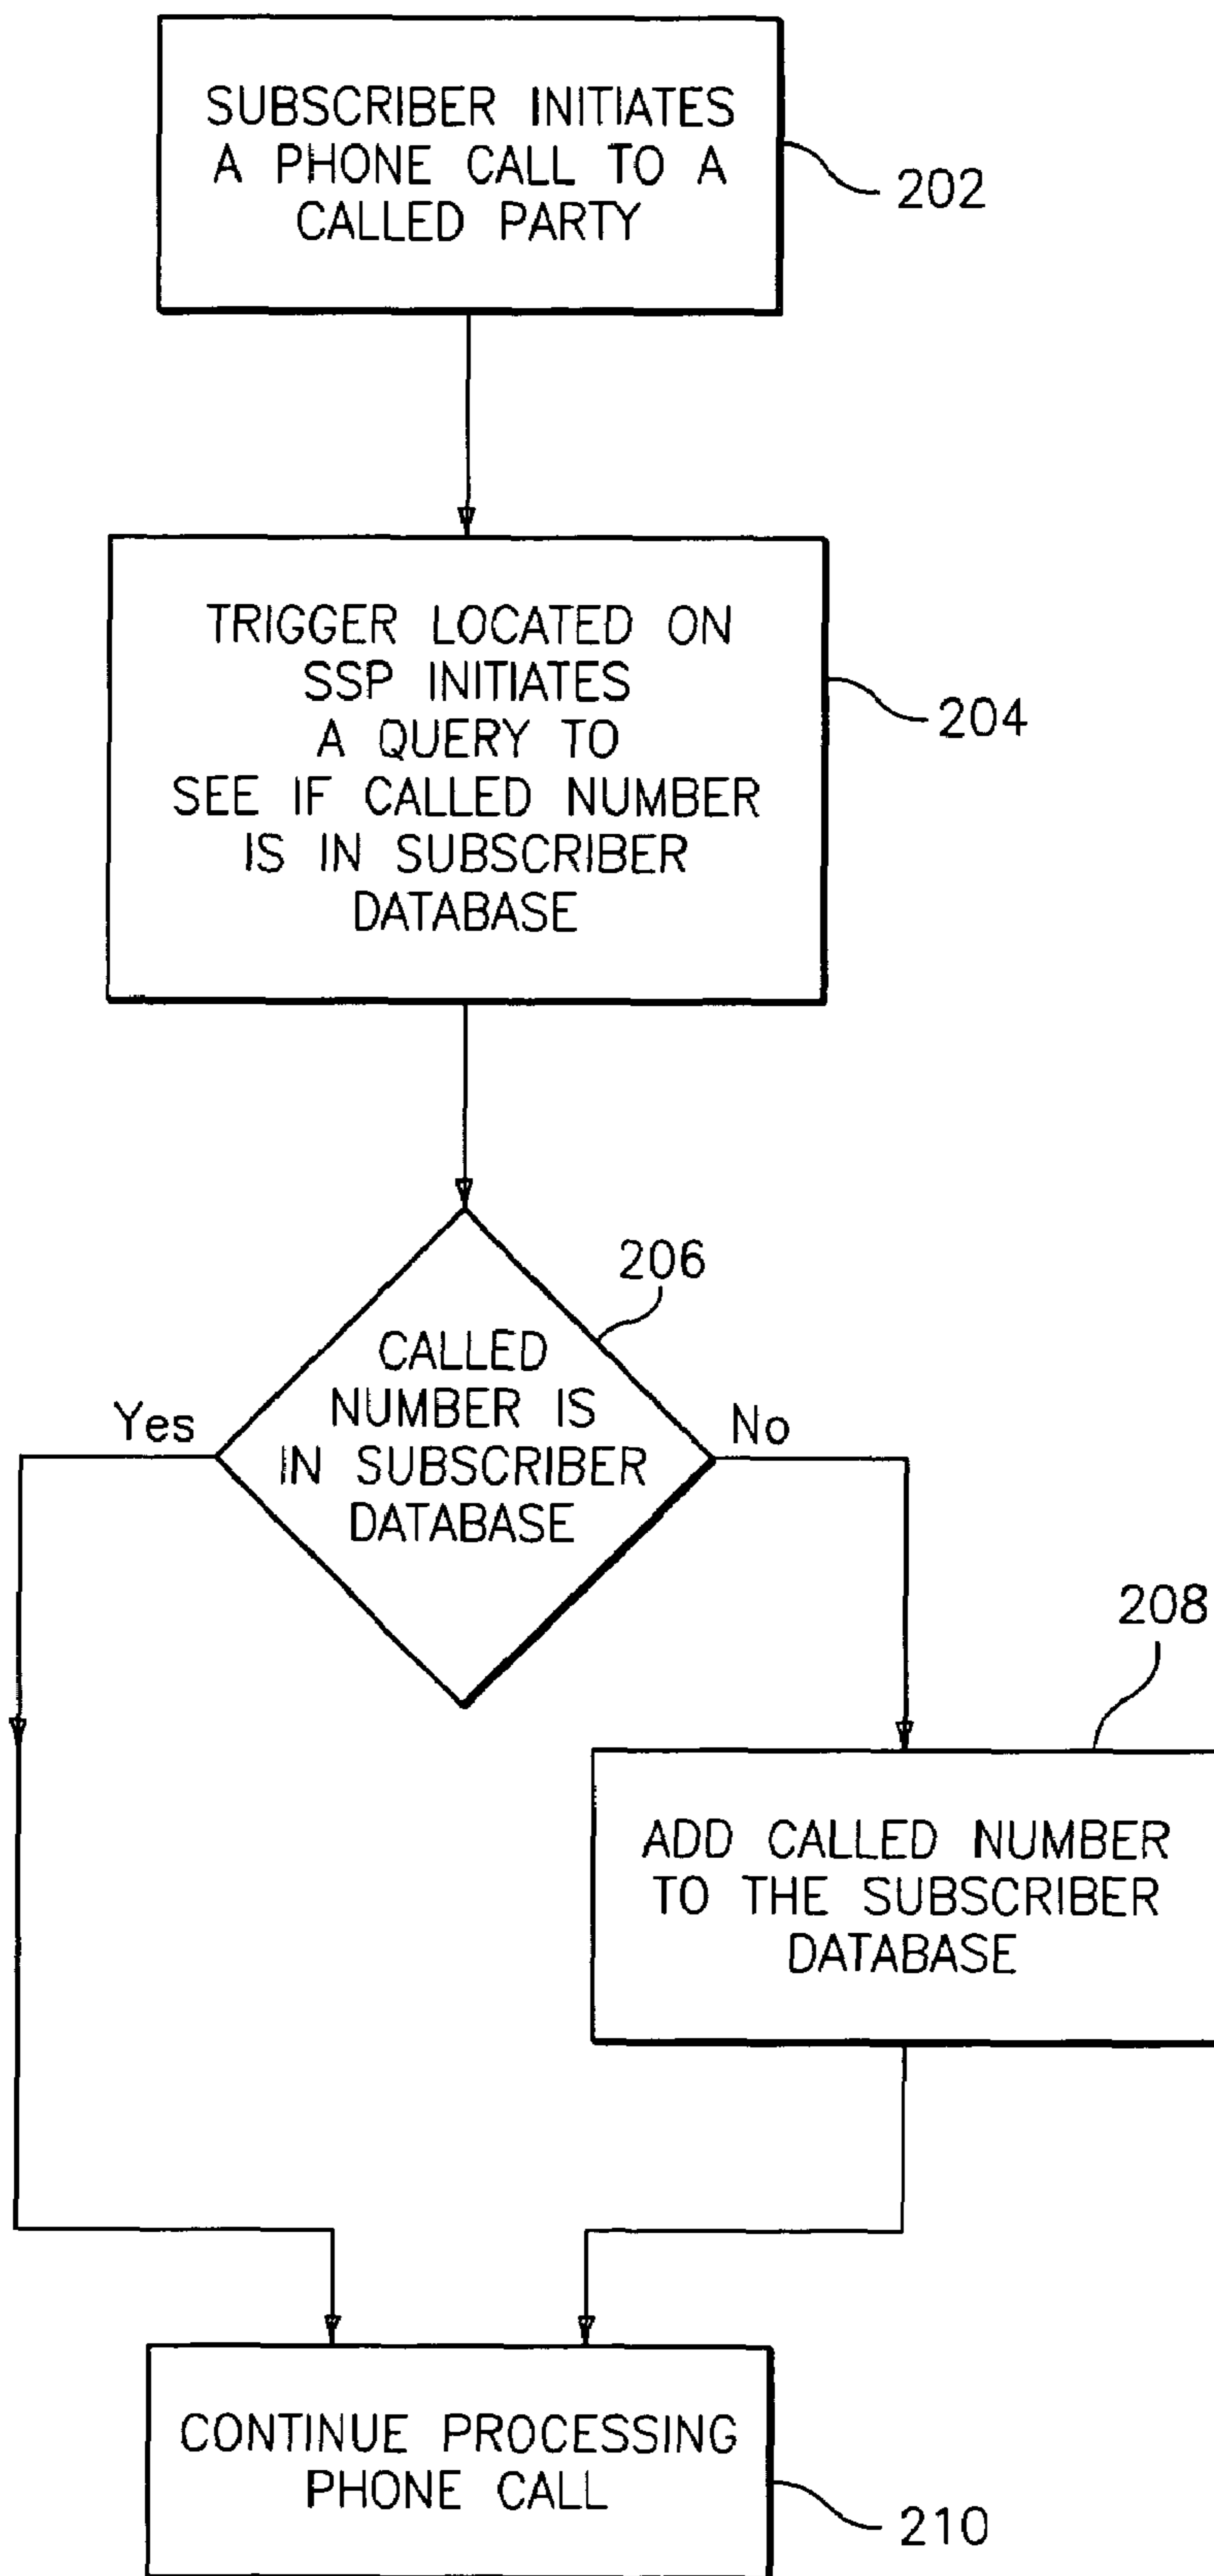 SUBSCRIBER INITIATES
A PHONE CALL TO A
CALLED PARTY
202
TRIGGER LOCATED ON
SSP INITIATES
A QUERY TO
SEE IF CALLED NUMBER
IS IN SUBSCRIBER
DATABASE
204
206
CALLED
NUMBER IS
IN SUBSCRIBER
DATABASE
Yes
No
208
ADD CALLED NUMBER
TO THE SUBSCRIBER
DATABASE
CONTINUE PROCESSING
PHONE CALL
210